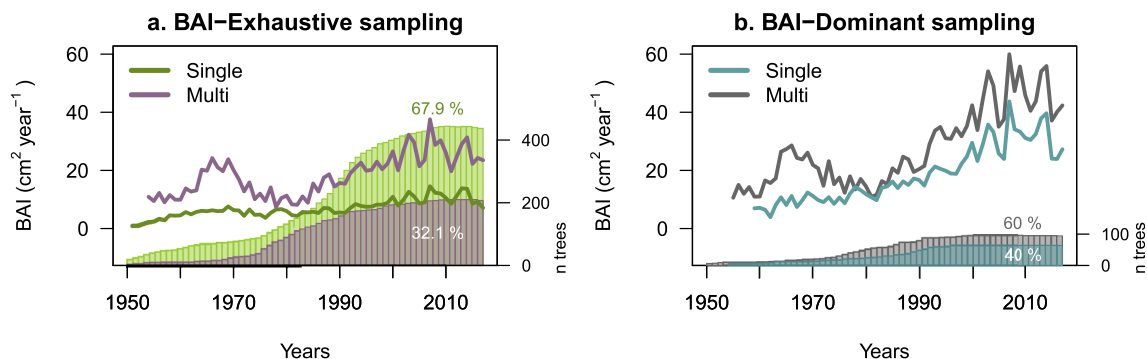 a. BAI−Exhaustive sampling
BAI (cm² year⁻¹)
60
40
20
0
Single
Multi
67.9 %
32.1 %
400
200
0
n trees
1950
1970
1990
2010
Years
b. BAI−Dominant sampling
BAI (cm² year⁻¹)
60
40
20
0
Single
Multi
60 %
40 %
100
0
n trees
1950
1970
1990
2010
Years